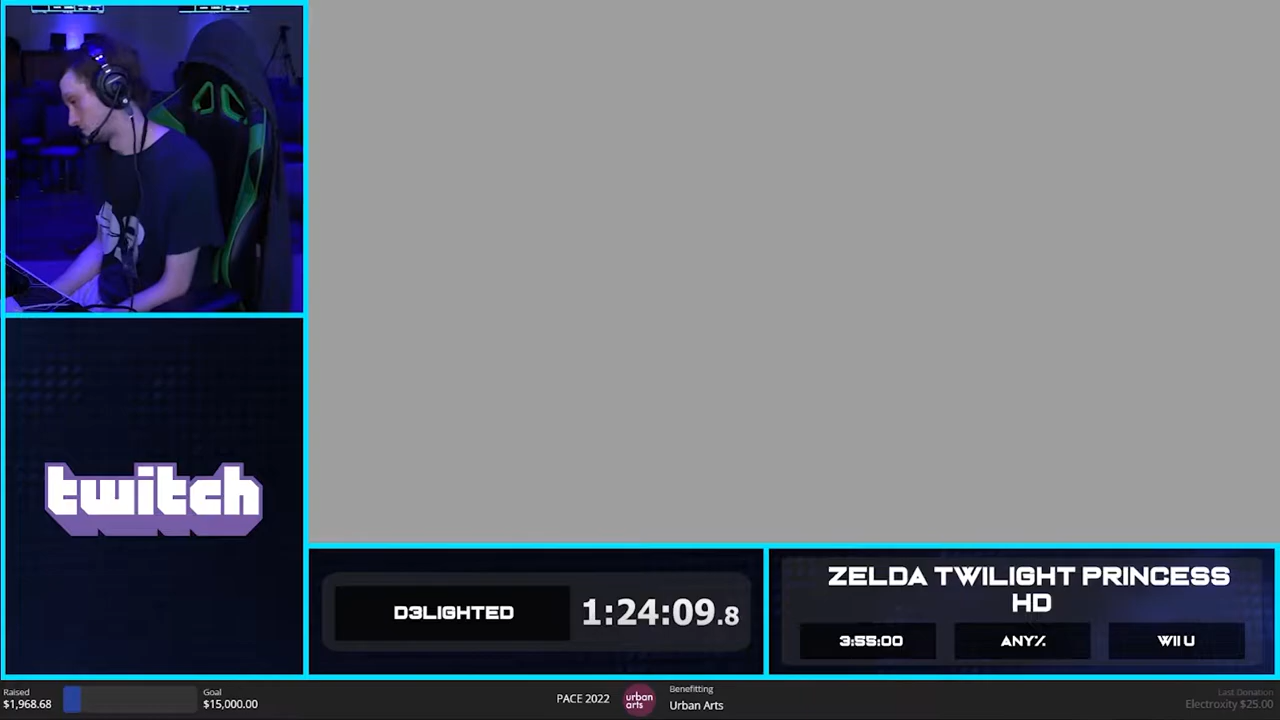 twitch
D3LIGHTED
1:24:09.8
ZELDA TWILIGHT PRINCESS
HD
3:55:00
ANY%
WII U
Raised
$1,968.68
Goal
$15,000.00
PACE 2022
urban
arts
Benefitting
Urban Arts
Last Donation
Electroxity $25.00